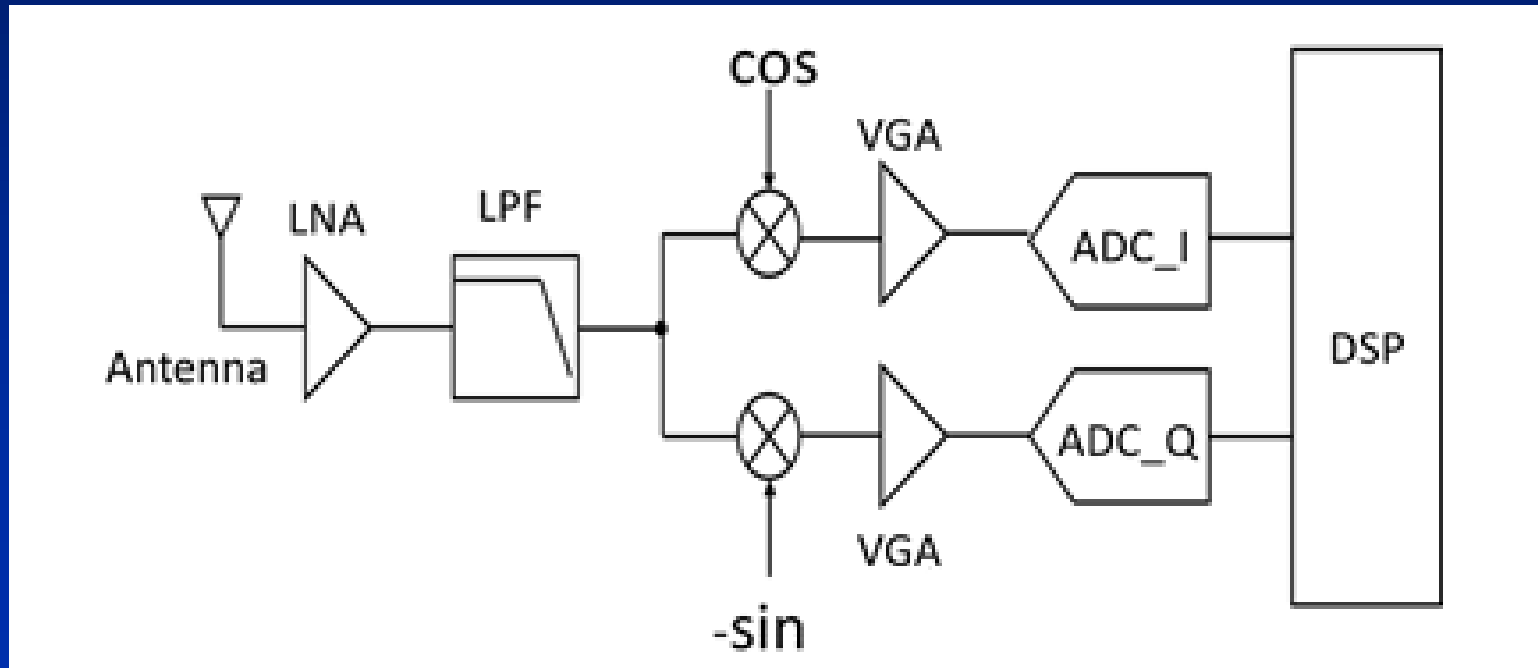 COS
VGA
LNA
LPF
ADC_I
Antenna
DSP
ADC_Q
VGA
-sin